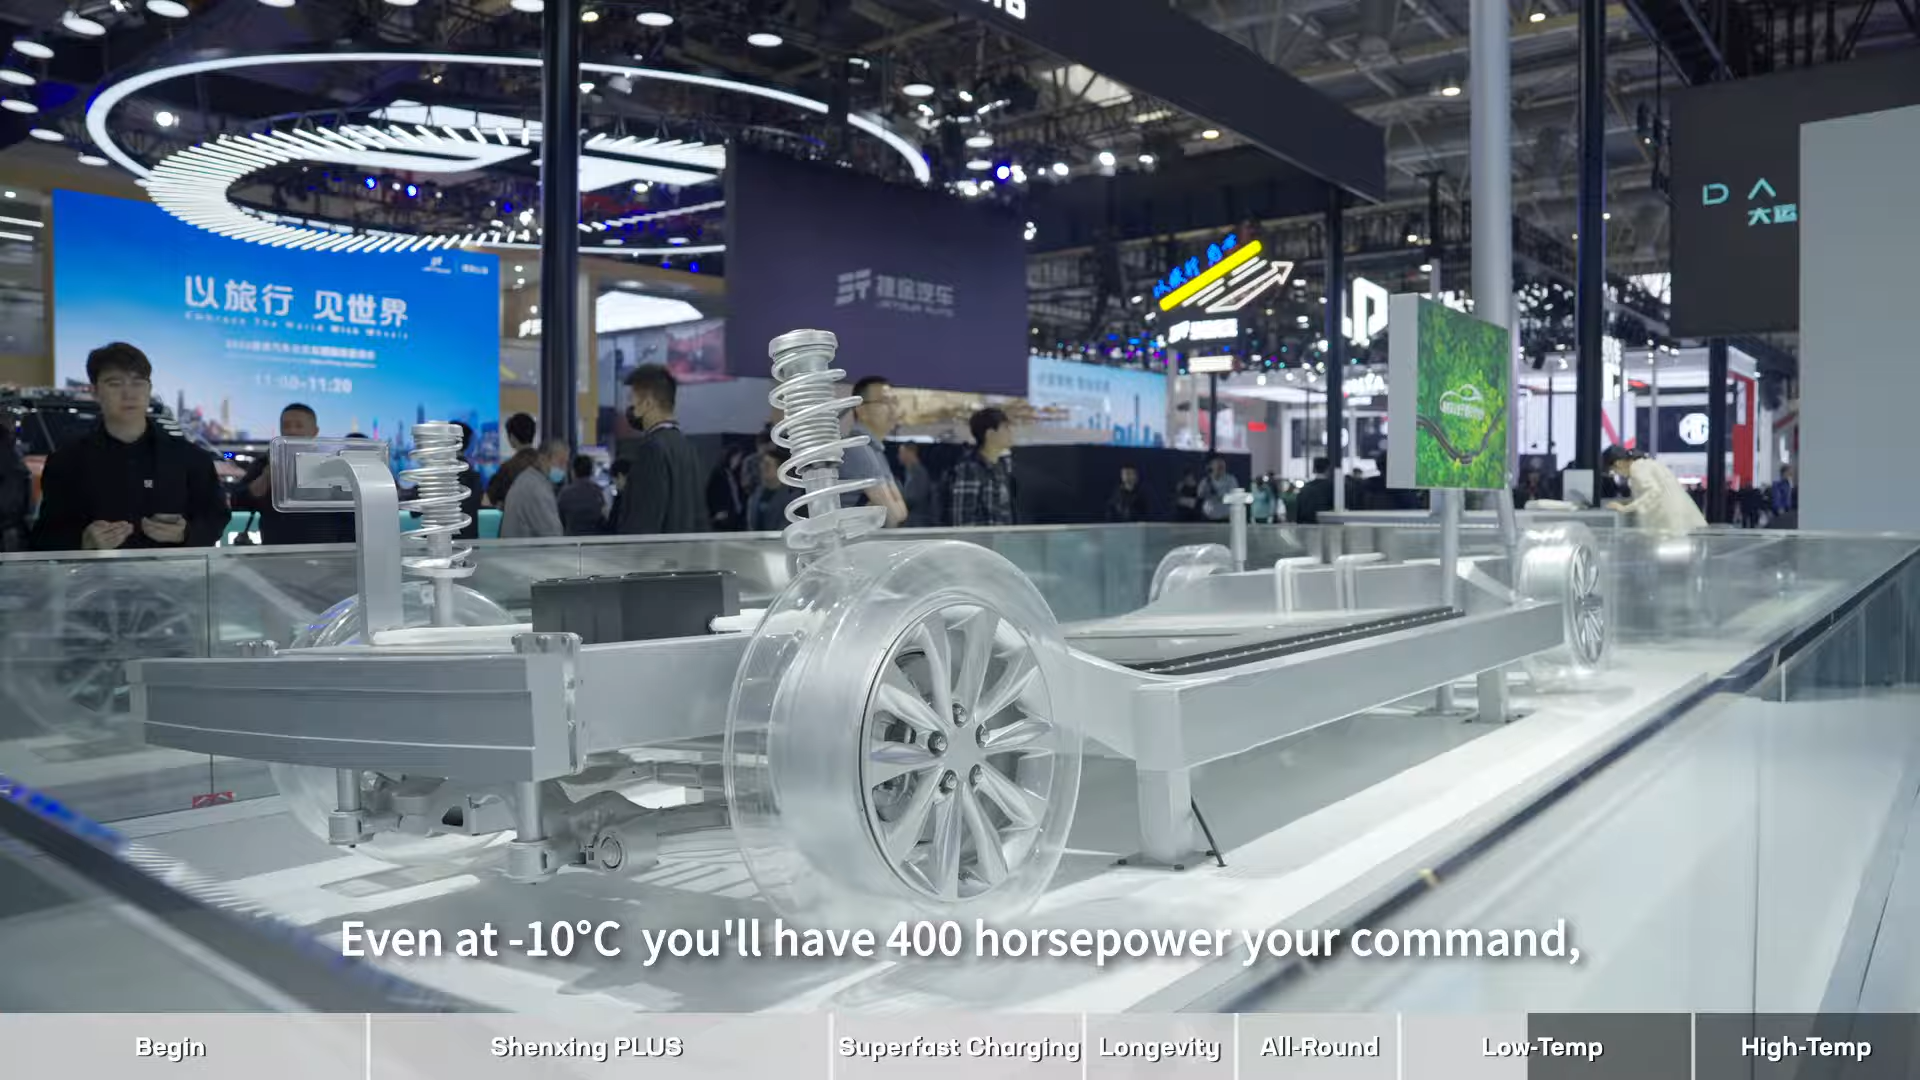 D A
大运
以旅行 见世界
Embrace The World With Wheels
11:00-11:20
捷途汽车
JETOUR AUTO
Even at -10°C you'll have 400 horsepower your command,
Begin
Shenxing PLUS
Superfast Charging
Longevity
All-Round
Low-Temp
High-Temp